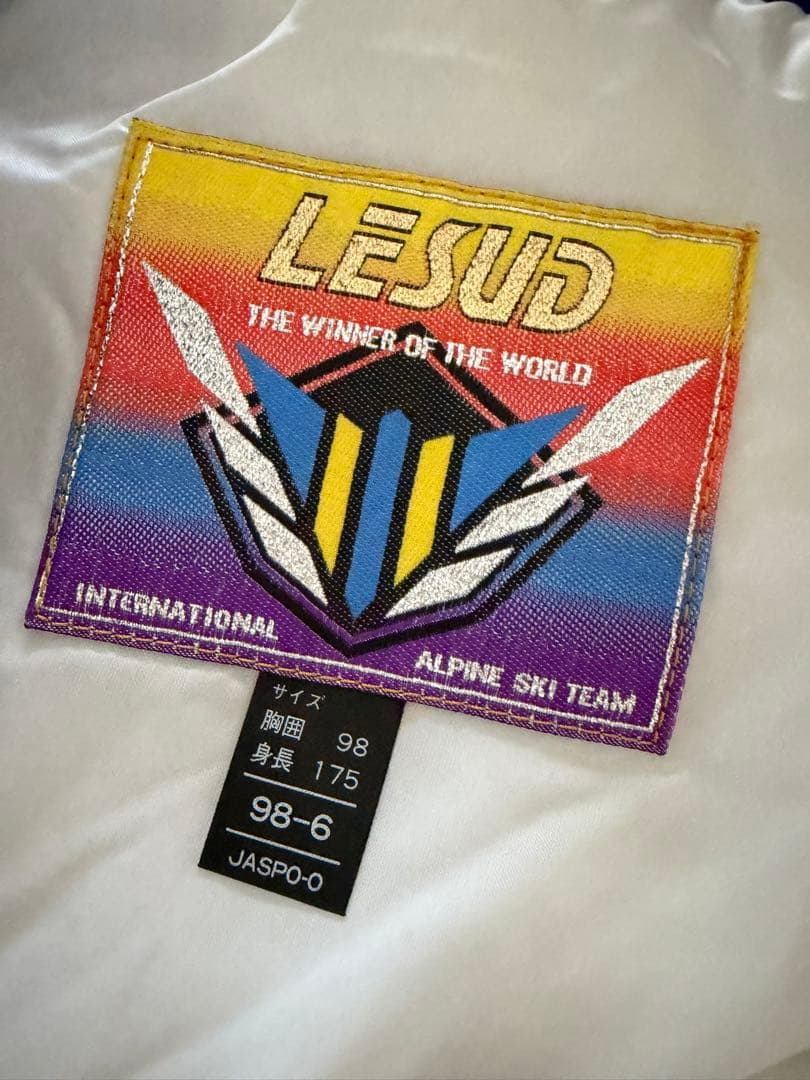 LĒSUD
THE WINNER OF THE WORLD
INTERNATIONAL
ALPINE SKI TEAM
サイズ
胸囲 98
身長 175
98-6
JASPO-O